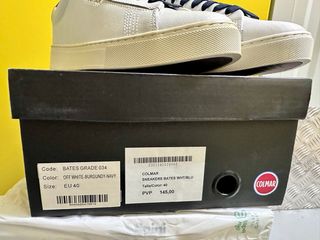 Code: BATES GRADE 034
Color: OFF WHITE-BURGUNDY-NAVY
Size: EU 40
COLMAR
SNEAKERS BATES WHT/BLU
Talla/Color: 40
PVP 145,00
COLMAR